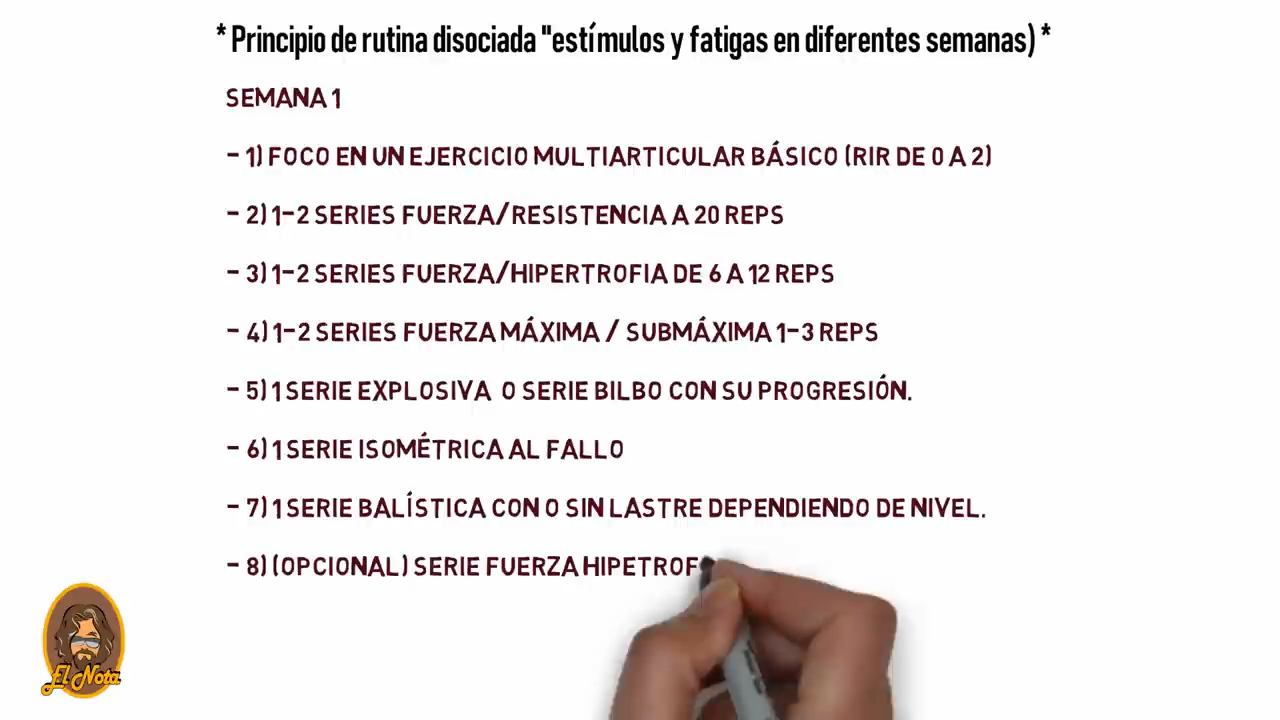 * Principio de rutina disociada "estímulos y fatigas en diferentes semanas) *
SEMANA 1
- 1) FOCO EN UN EJERCICIO MULTIARTICULAR BÁSICO (RIR DE 0 A 2)
- 2) 1-2 SERIES FUERZA/RESISTENCIA A 20 REPS
- 3) 1-2 SERIES FUERZA/HIPERTROFIA DE 6 A 12 REPS
- 4) 1-2 SERIES FUERZA MÁXIMA / SUBMÁXIMA 1-3 REPS
- 5) 1 SERIE EXPLOSIVA O SERIE BILBO CON SU PROGRESIÓN.
- 6) 1 SERIE ISOMÉTRICA AL FALLO
- 7) 1 SERIE BALÍSTICA CON O SIN LASTRE DEPENDIENDO DE NIVEL.
- 8) (OPCIONAL) SERIE FUERZA HIPETROF
El Nota